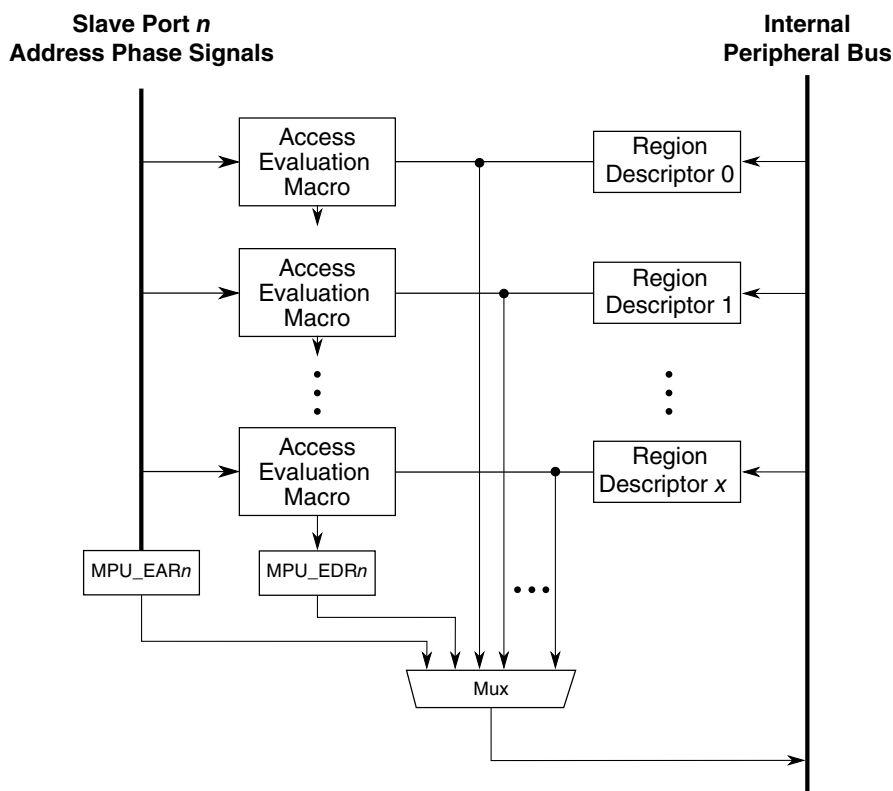 Slave Port n
Address Phase Signals
Internal
Peripheral Bus
Access
Evaluation
Macro
Region
Descriptor 0
Access
Evaluation
Macro
Region
Descriptor 1
Access
Evaluation
Macro
Region
Descriptor x
MPU_EARn
MPU_EDRn
Mux